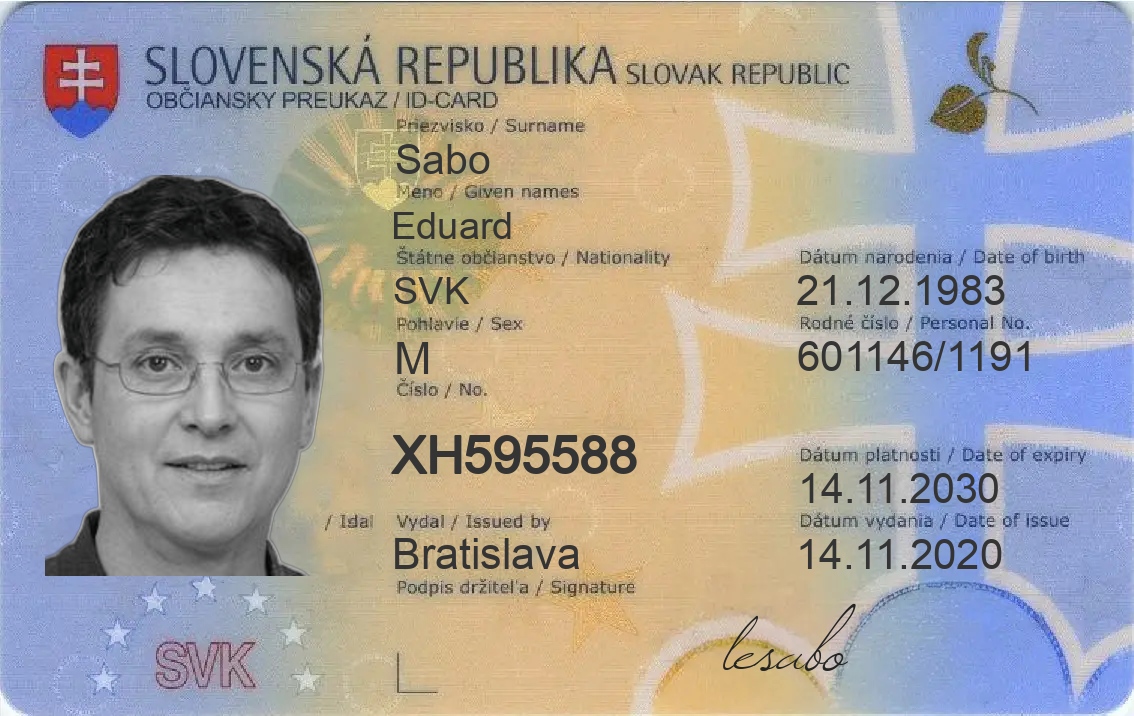 SLOVENSKÁ REPUBLIKA SLOVAK REPUBLIC
OBČIANSKY PREUKAZ / ID-CARD
Priezvisko / Surname
Sabo
Meno / Given names
Eduard
Štátne občianstvo / Nationality
SVK
Dátum narodenia / Date of birth
21.12.1983
Pohlavie / Sex
M
Rodné číslo / Personal No.
601146/1191
Číslo / No.
XH595588
Dátum platnosti / Date of expiry
14.11.2030
Vydal / Issued by
Bratislava
Dátum vydania / Date of issue
14.11.2020
Podpis držiteľa / Signature
lesabo
SVK